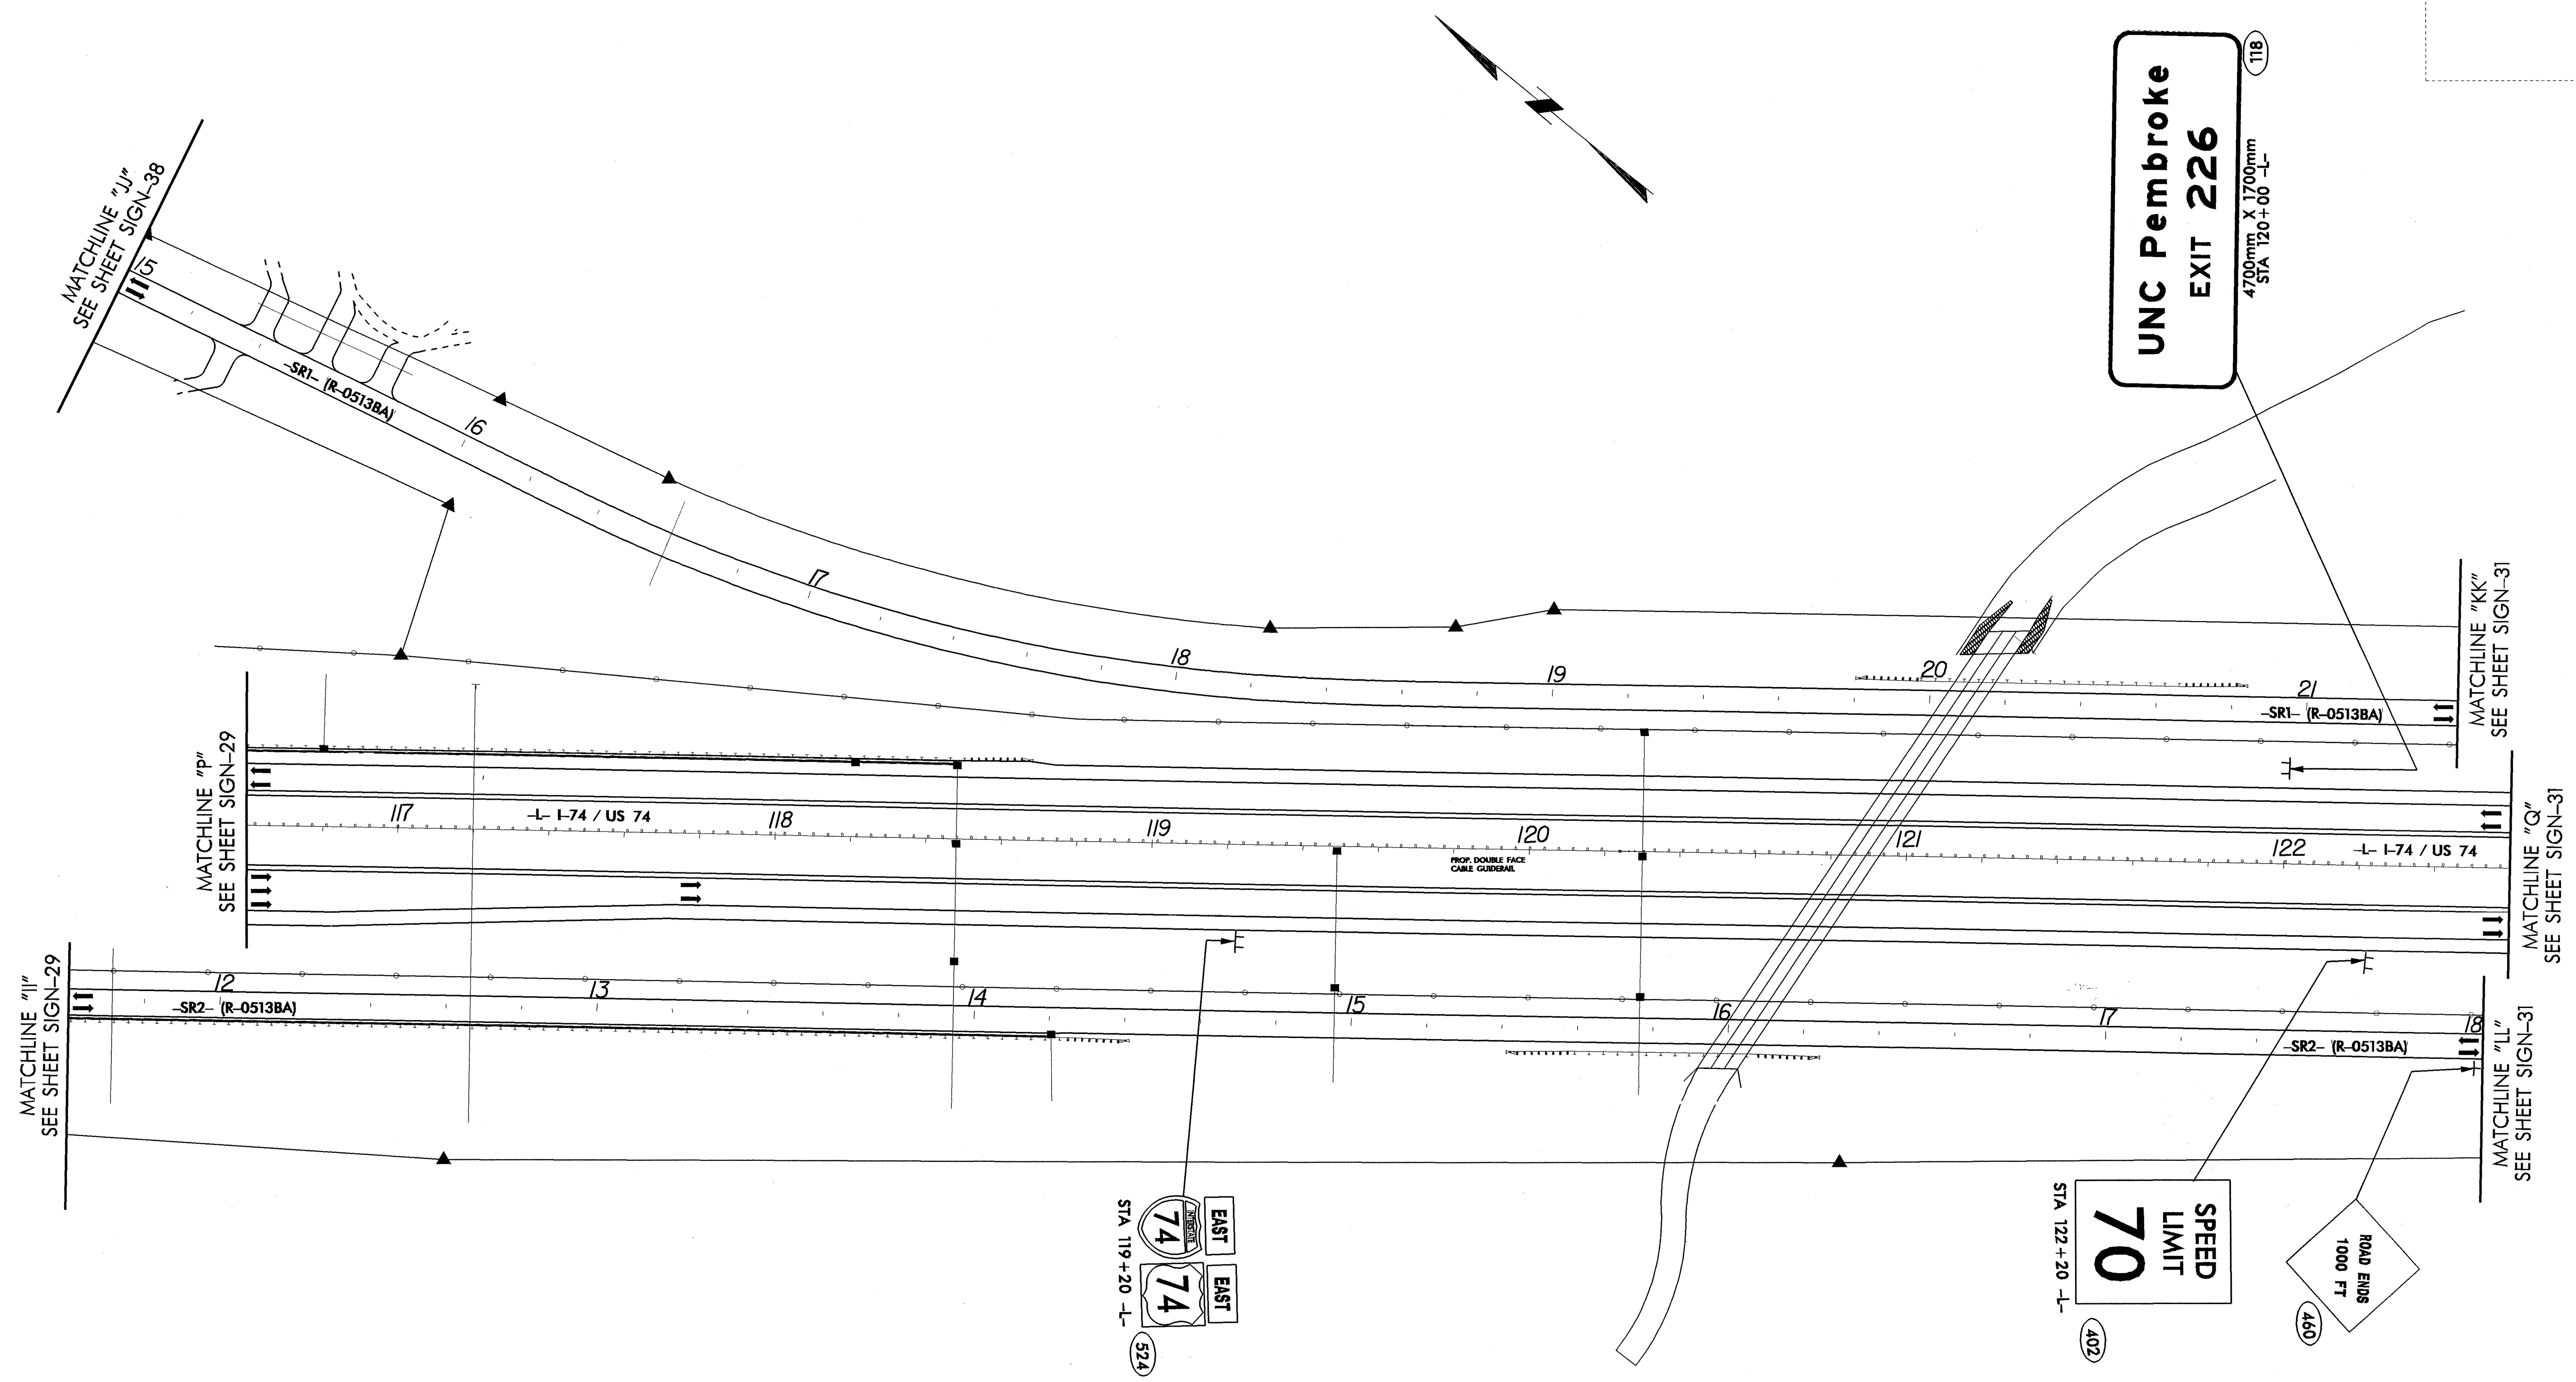 118
UNC Pembroke
EXIT 226
4700mm X 1700mm
STA 120+00 -L-
MATCHLINE "JJ"
SEE SHEET SIGN-38
15
-SR1- (R-0513BA)
16
17
18
19
20
21
-SR1- (R-0513BA)
MATCHLINE "KK"
SEE SHEET SIGN-31
MATCHLINE "P"
SEE SHEET SIGN-29
117
-L- I-74 / US 74
118
119
120
PROP. DOUBLE FACE
CABLE GUIDERAIL
121
122
-L- I-74 / US 74
MATCHLINE "Q"
SEE SHEET SIGN-31
MATCHLINE "II"
SEE SHEET SIGN-29
12
-SR2- (R-0513BA)
13
14
15
16
17
18
-SR2- (R-0513BA)
MATCHLINE "LL"
SEE SHEET SIGN-31
EAST
INTERSTATE
74
EAST
74
STA 119+20 -L-
524
SPEED
LIMIT
70
STA 122+20 -L-
402
ROAD ENDS
1000 FT
460